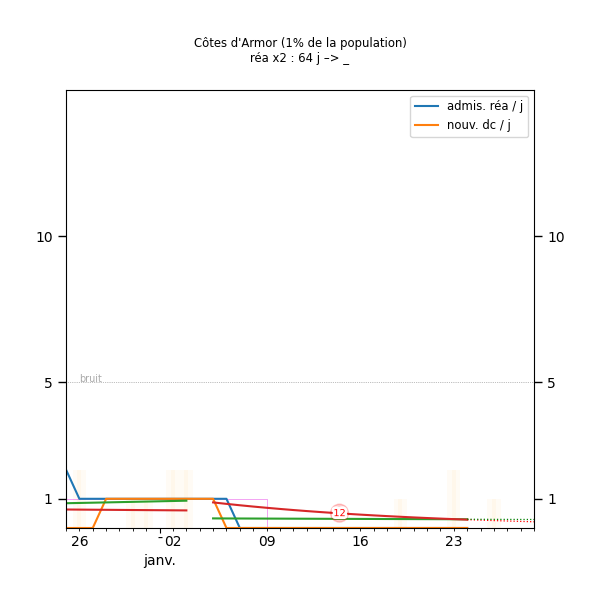 Côtes d'Armor (1% de la population)
réa x2 : 64 j –> _
admis. réa / j
nouv. dc / j
10
10
bruit
5
5
1
1
12
26
02
09
16
23
janv.